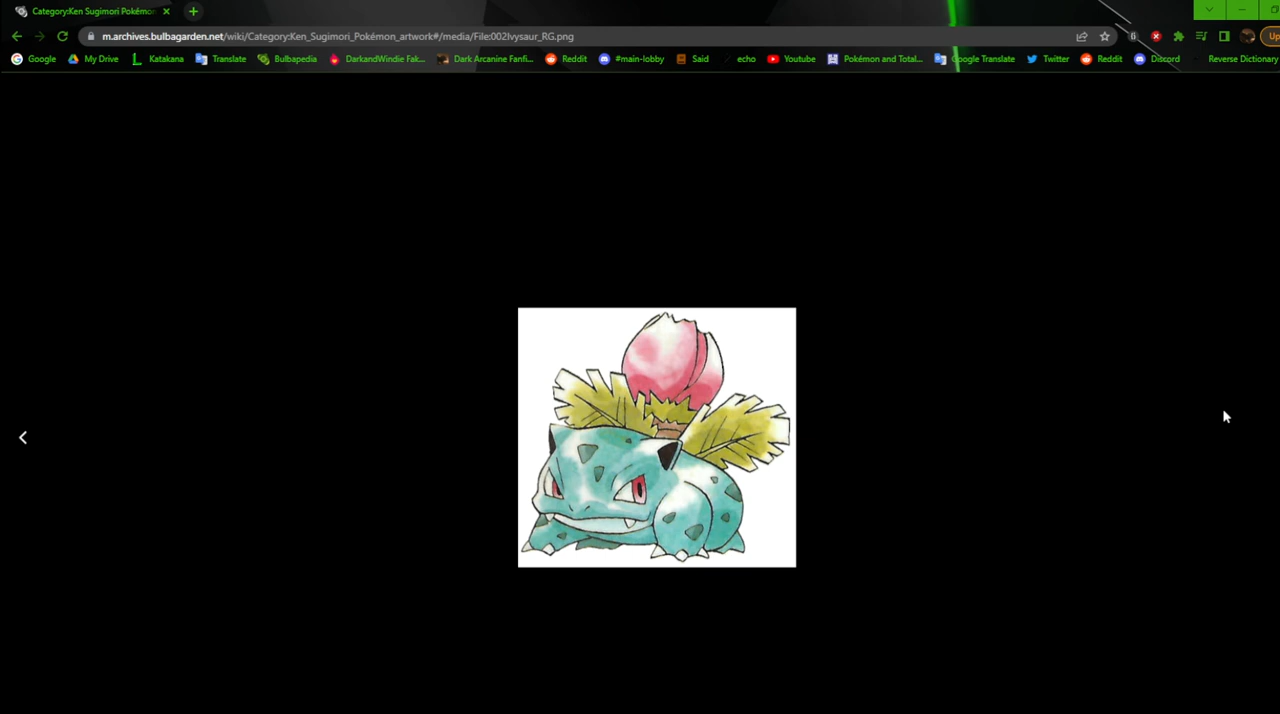 Category:Ken Sugimori Pokémon
m.archives.bulbagarden.net/wiki/Category:Ken_Sugimori_Pokémon_artwork#/media/File:002Ivysaur_RG.png
Up
Google My Drive Katakana Translate Bulbapedia DarkandWindie Fak... Dark Arcanine Fanfi... Reddit #main-lobby Said echo Youtube Pokémon and Total... Google Translate Twitter Reddit Discord Reverse Dictionary